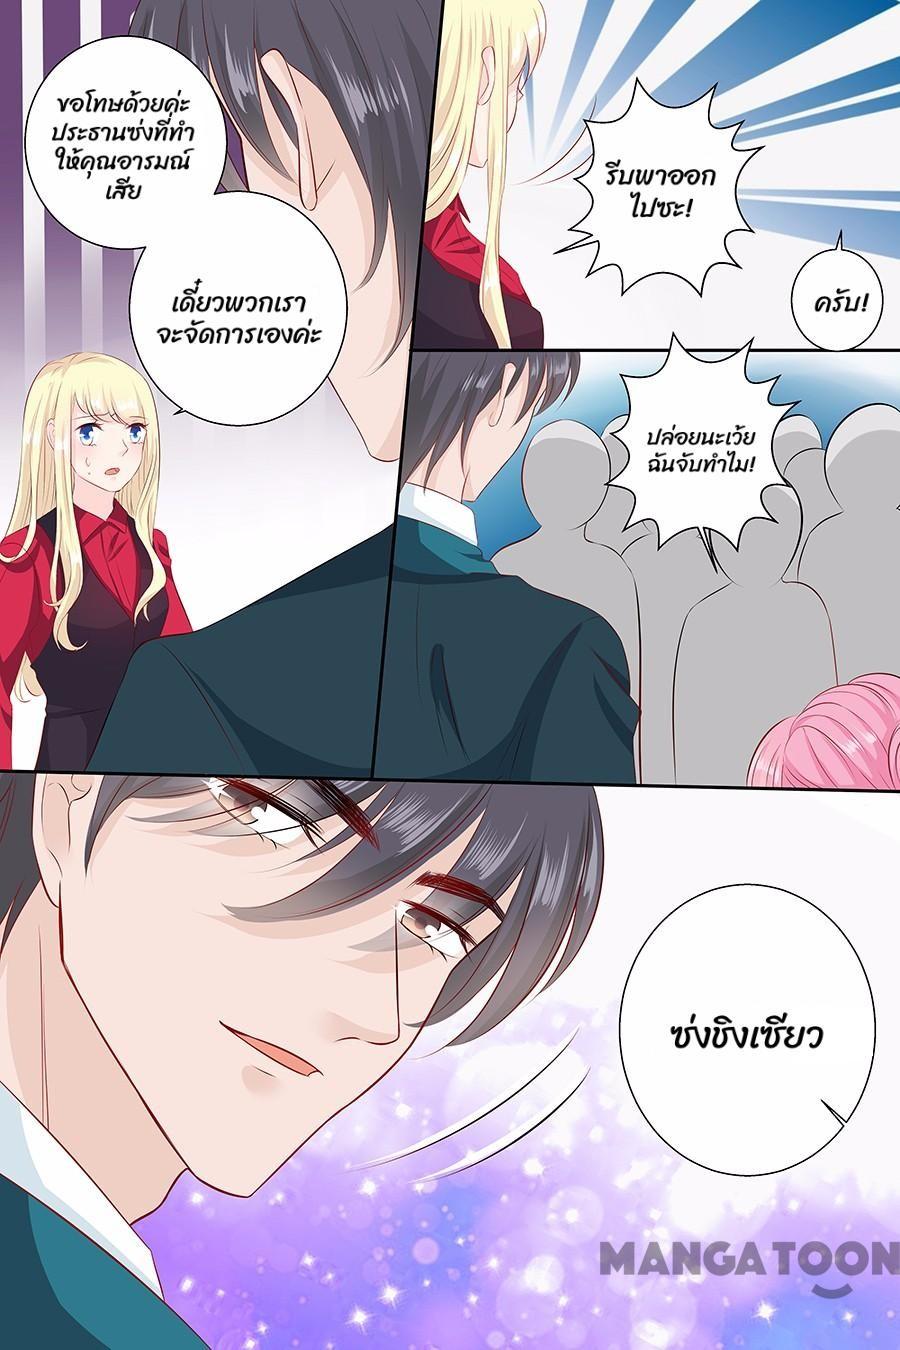 ขอโทษด้วยค่ะ
ประธานซ่งที่ทำ
ให้คุณอารมณ์
เสีย
เดี๋ยวพวกเรา
จะจัดการเองค่ะ
รีบพาออก
ไปซะ!
ครับ!
ปล่อยนะเว้ย
ฉันจับทำไม!
ซ่งชิงเซียว
MANGATOON